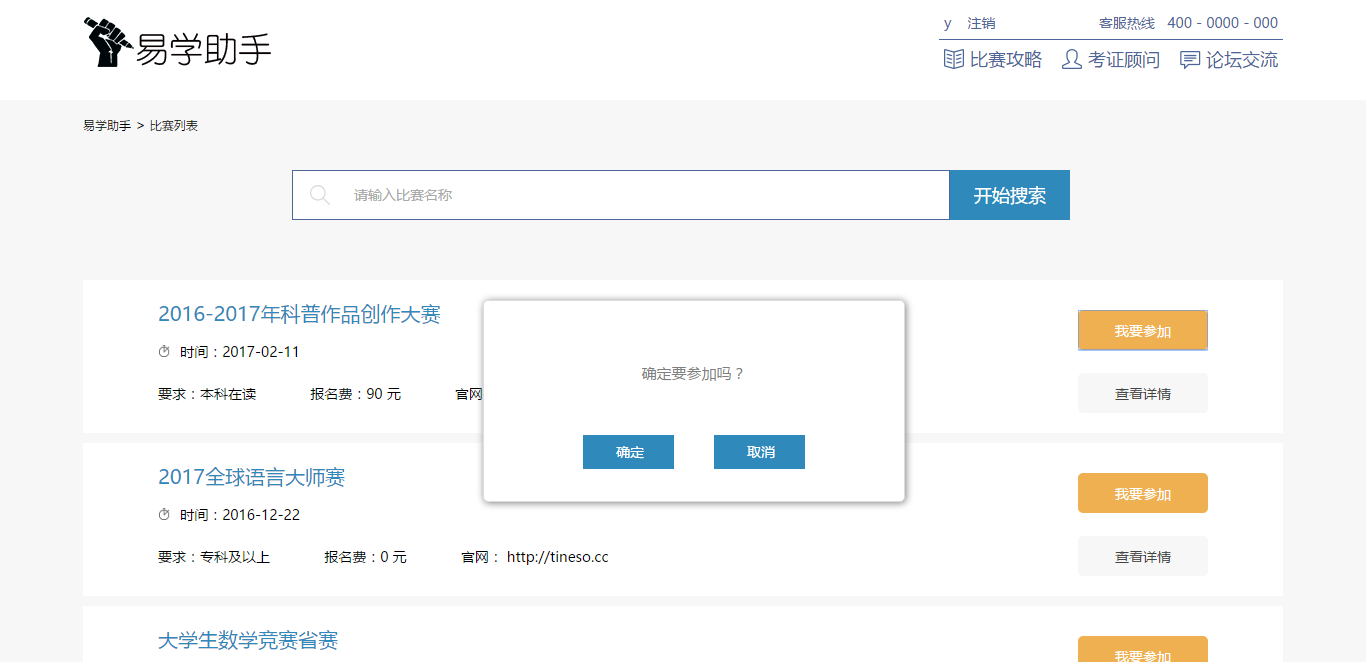 易学助手
y 注销 客服热线 400 - 0000 - 000
比赛攻略 考证顾问 论坛交流
易学助手 > 比赛列表
请输入比赛名称 开始搜索
2016-2017年科普作品创作大赛
时间：2017-02-11
要求：本科在读 报名费：90 元 官网
我要参加
查看详情
确定要参加吗？
确定 取消
2017全球语言大师赛
时间：2016-12-22
要求：专科及以上 报名费：0 元 官网： http://tineso.cc
我要参加
查看详情
大学生数学竞赛省赛
我要参加